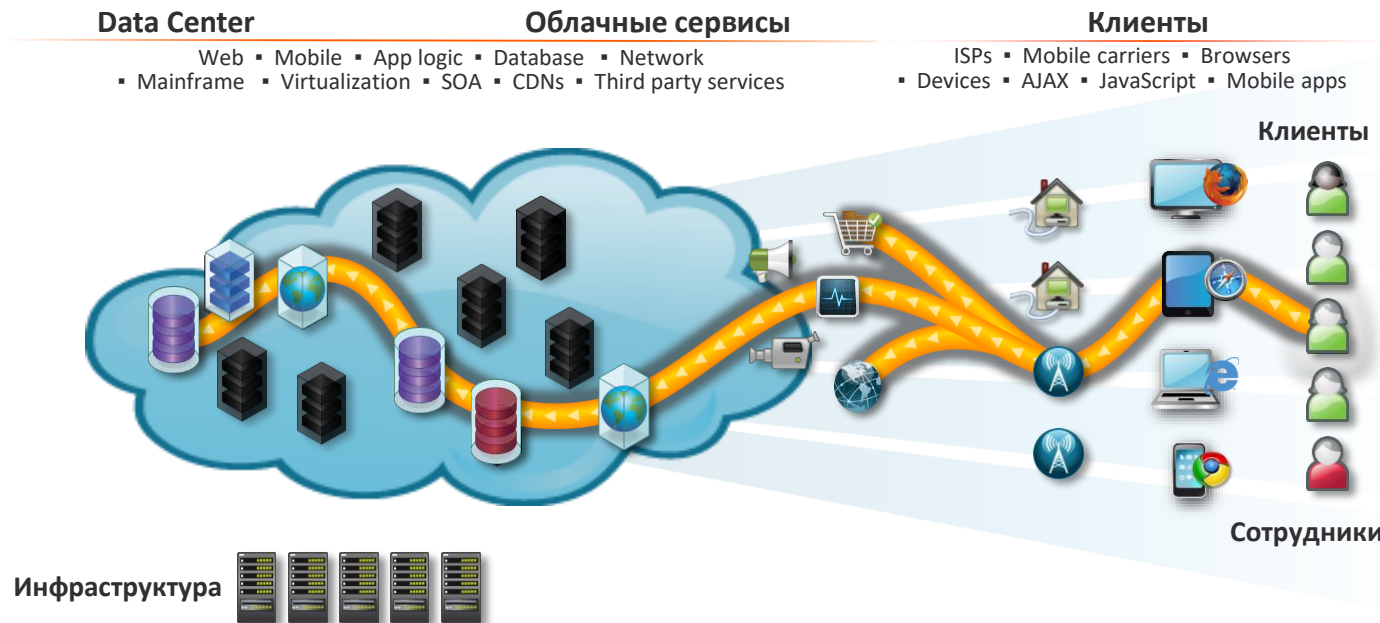 Data Center
Облачные сервисы
Клиенты
Web ▪ Mobile ▪ App logic ▪ Database ▪ Network
▪ Mainframe ▪ Virtualization ▪ SOA ▪ CDNs ▪ Third party services
ISPs ▪ Mobile carriers ▪ Browsers
▪ Devices ▪ AJAX ▪ JavaScript ▪ Mobile apps
Клиенты
Сотрудники
Инфраструктура